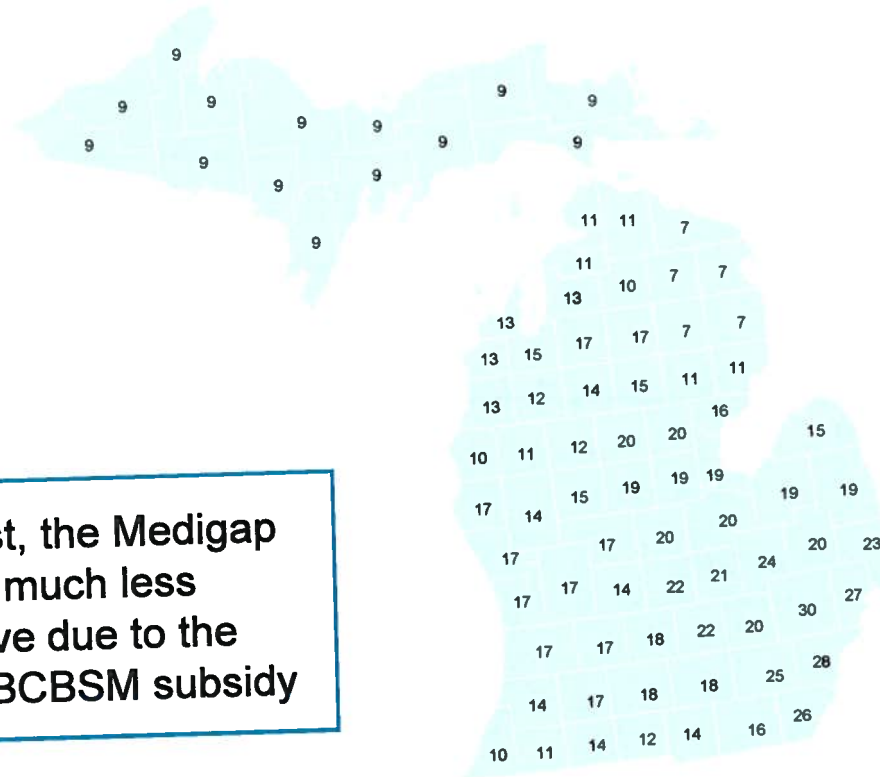 9
9 9 9 9
9 9 9 9 9
9 9 9 9
9
11 11 7
11 7 7
13 10
13 17 17 7 7
13 15
13 12 14 15 11 11
16
10 11 12 20 20 15
17 14 15 19 19 19 19 19
17 17 20 20 20 23
17 17 14 22 21 24 27
17 17 18 22 20 30
14 17 18 18 25 28
10 11 14 12 14 16 26
st, the Medigap
much less
ve due to the
BCBSM subsidy